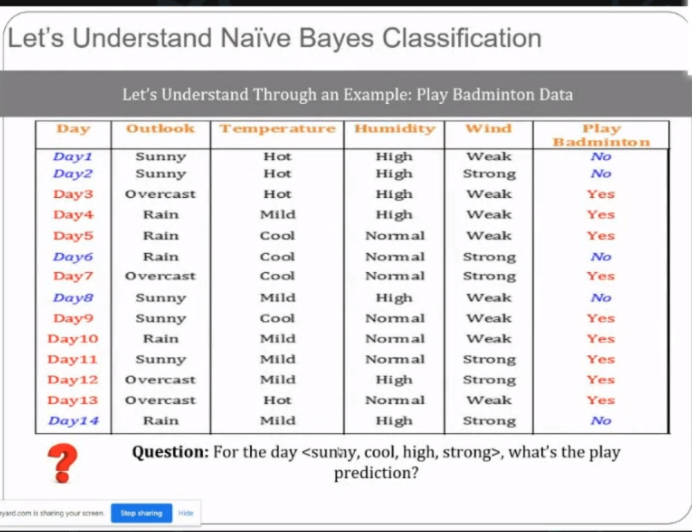 Let's Understand Naïve Bayes Classification
Let's Understand Through an Example: Play Badminton Data
Day Outlook Temperature Humidity Wind Play Badminton
Day1 Sunny Hot High Weak No
Day2 Sunny Hot High Strong No
Day3 Overcast Hot High Weak Yes
Day4 Rain Mild High Weak Yes
Day5 Rain Cool Normal Weak Yes
Day6 Rain Cool Normal Strong No
Day7 Overcast Cool Normal Strong Yes
Day8 Sunny Mild High Weak No
Day9 Sunny Cool Normal Weak Yes
Day10 Rain Mild Normal Weak Yes
Day11 Sunny Mild Normal Strong Yes
Day12 Overcast Mild High Strong Yes
Day13 Overcast Hot Normal Weak Yes
Day14 Rain Mild High Strong No
? Question: For the day <sunny, cool, high, strong>, what's the play
prediction?
yard.com is sharing your screen. Stop sharing Hide